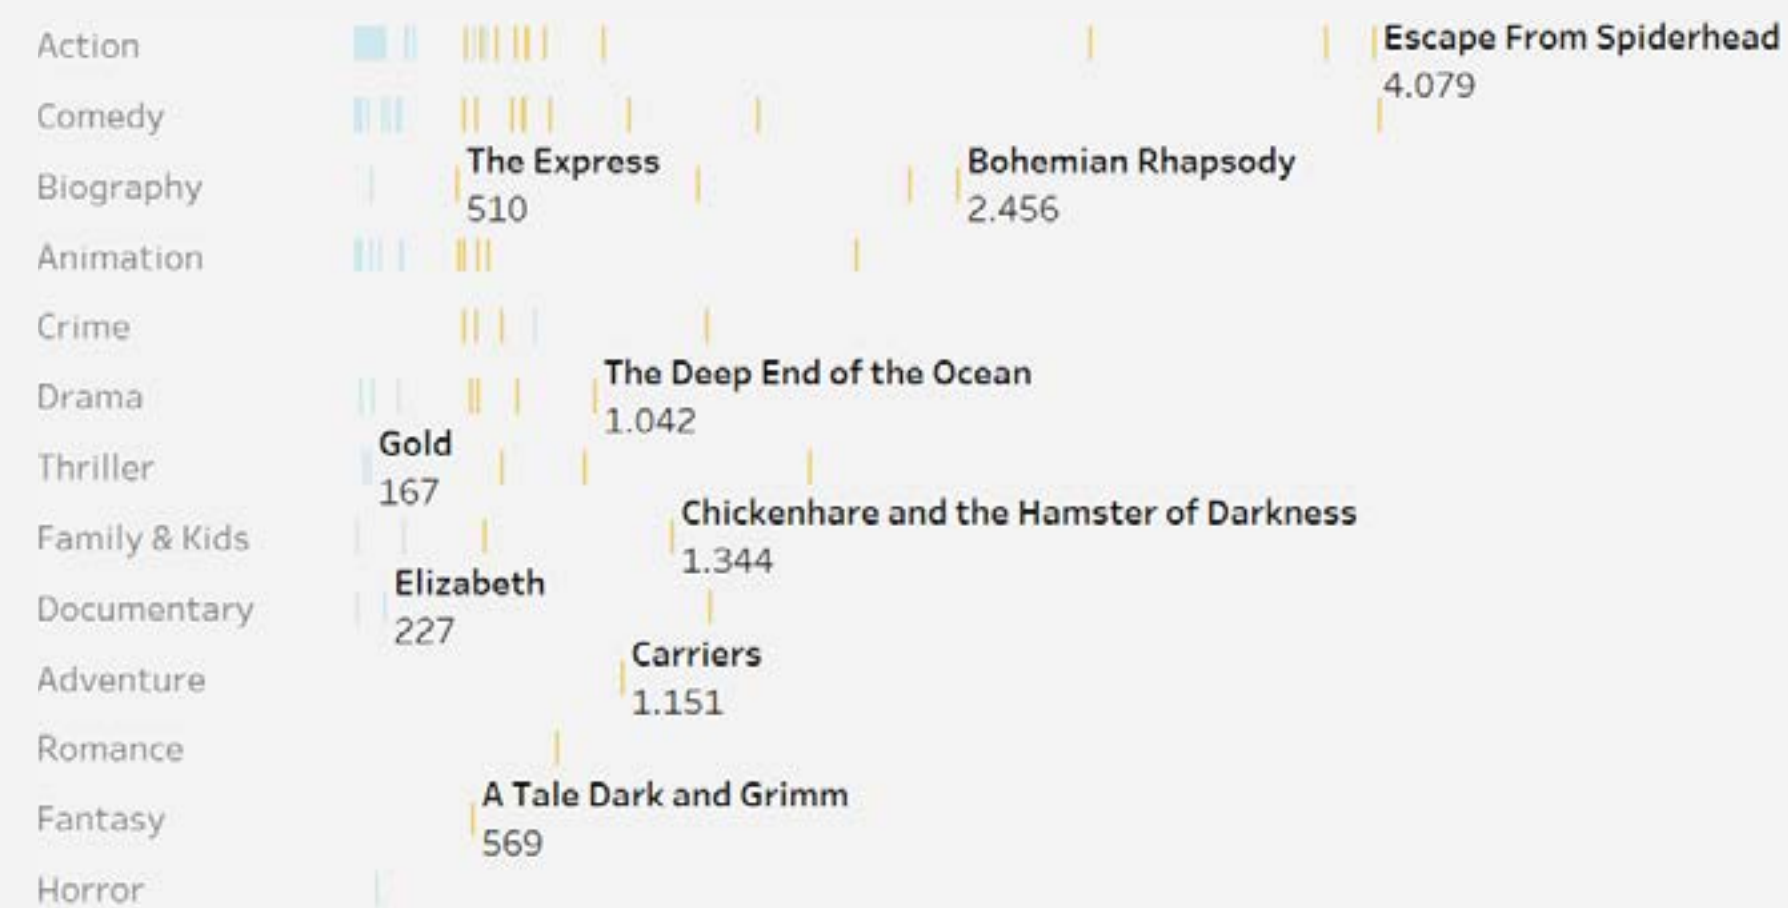 Action
Escape From Spiderhead
4.079
Comedy
The Express
Bohemian Rhapsody
Biography
510
2.456
Animation
Crime
The Deep End of the Ocean
Drama
1.042
Gold
Thriller
167
Chickenhare and the Hamster of Darkness
Family & Kids
1.344
Elizabeth
Documentary
227
Carriers
Adventure
1.151
Romance
A Tale Dark and Grimm
Fantasy
569
Horror